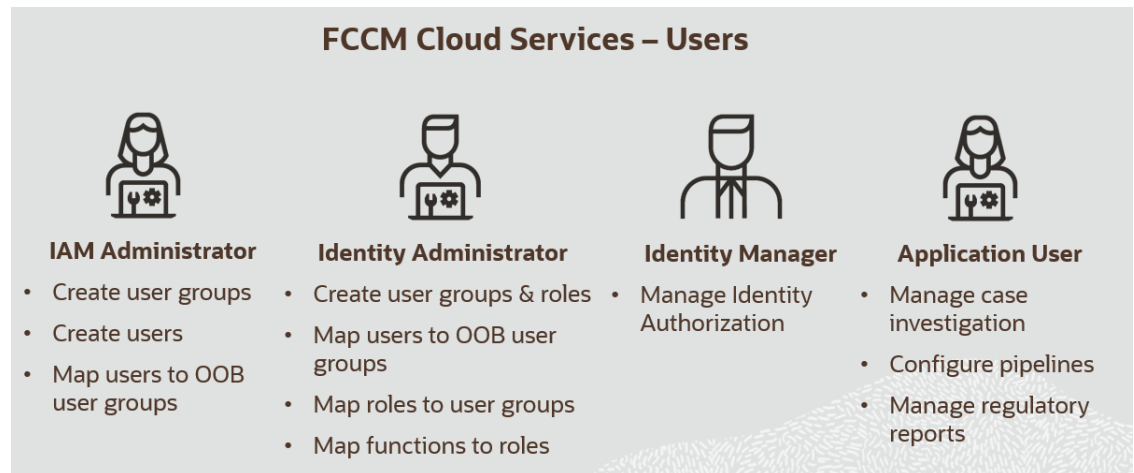 FCCM Cloud Services – Users
IAM Administrator
• Create user groups
• Create users
• Map users to OOB
user groups
Identity Administrator
• Create user groups & roles
• Map users to OOB user
groups
• Map roles to user groups
• Map functions to roles
Identity Manager
• Manage Identity
Authorization
Application User
• Manage case
investigation
• Configure pipelines
• Manage regulatory
reports